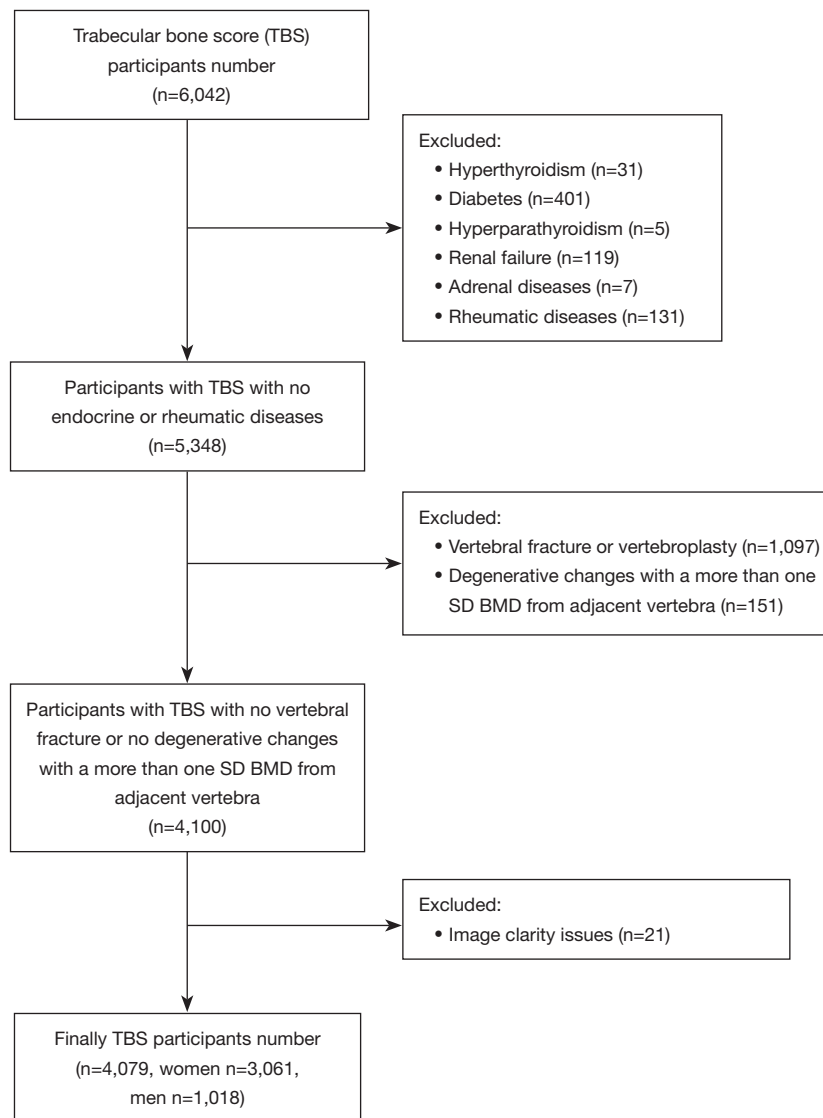 Trabecular bone score (TBS)
participants number
(n=6,042)
Excluded:
• Hyperthyroidism (n=31)
• Diabetes (n=401)
• Hyperparathyroidism (n=5)
• Renal failure (n=119)
• Adrenal diseases (n=7)
• Rheumatic diseases (n=131)
Participants with TBS with no
endocrine or rheumatic diseases
(n=5,348)
Excluded:
• Vertebral fracture or vertebroplasty (n=1,097)
• Degenerative changes with a more than one
SD BMD from adjacent vertebra (n=151)
Participants with TBS with no vertebral
fracture or no degenerative changes
with a more than one SD BMD from
adjacent vertebra
(n=4,100)
Excluded:
• Image clarity issues (n=21)
Finally TBS participants number
(n=4,079, women n=3,061,
men n=1,018)